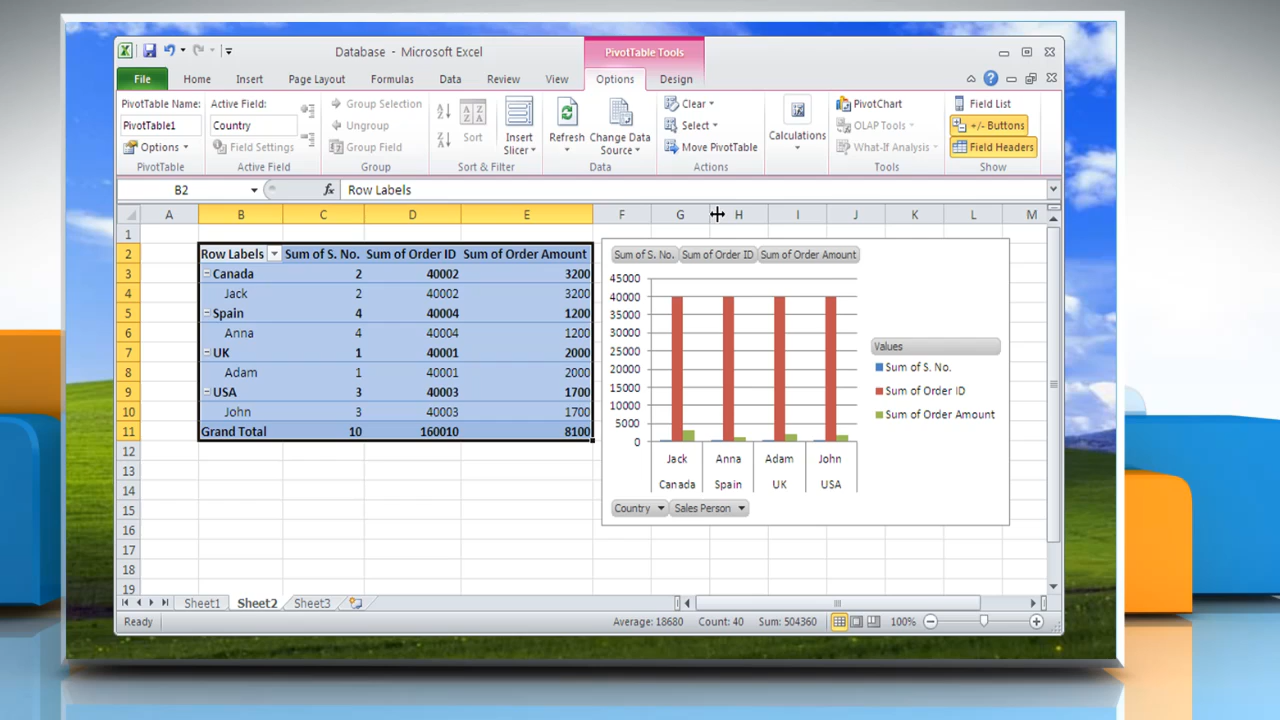 Database - Microsoft Excel
PivotTable Tools
File Home Insert Page Layout Formulas Data Review View Options Design
PivotTable Name: Active Field: Group Selection Clear PivotChart Field List
PivotTable1 Country Ungroup Sort Insert Slicer Refresh Change Data Source Select Calculations OLAP Tools +/- Buttons
Options Field Settings Group Field Move PivotTable What-If Analysis Field Headers
PivotTable Active Field Group Sort & Filter Data Actions Tools Show
B2 fx Row Labels
A B C D E F G H I J K L M
1
2 Row Labels Sum of S. No. Sum of Order ID Sum of Order Amount
3 Canada 2 40002 3200
4 Jack 2 40002 3200
5 Spain 4 40004 1200
6 Anna 4 40004 1200
7 UK 1 40001 2000
8 Adam 1 40001 2000
9 USA 3 40003 1700
10 John 3 40003 1700
11 Grand Total 10 160010 8100
12
13
14
15
16
17
18
19
Sum of S. No. Sum of Order ID Sum of Order Amount
45000
40000
35000
30000
25000
20000
15000
10000
5000
0
Jack Anna Adam John
Canada Spain UK USA
Values
Sum of S. No.
Sum of Order ID
Sum of Order Amount
Country Sales Person
Sheet1 Sheet2 Sheet3
Ready Average: 18680 Count: 40 Sum: 504360 100%